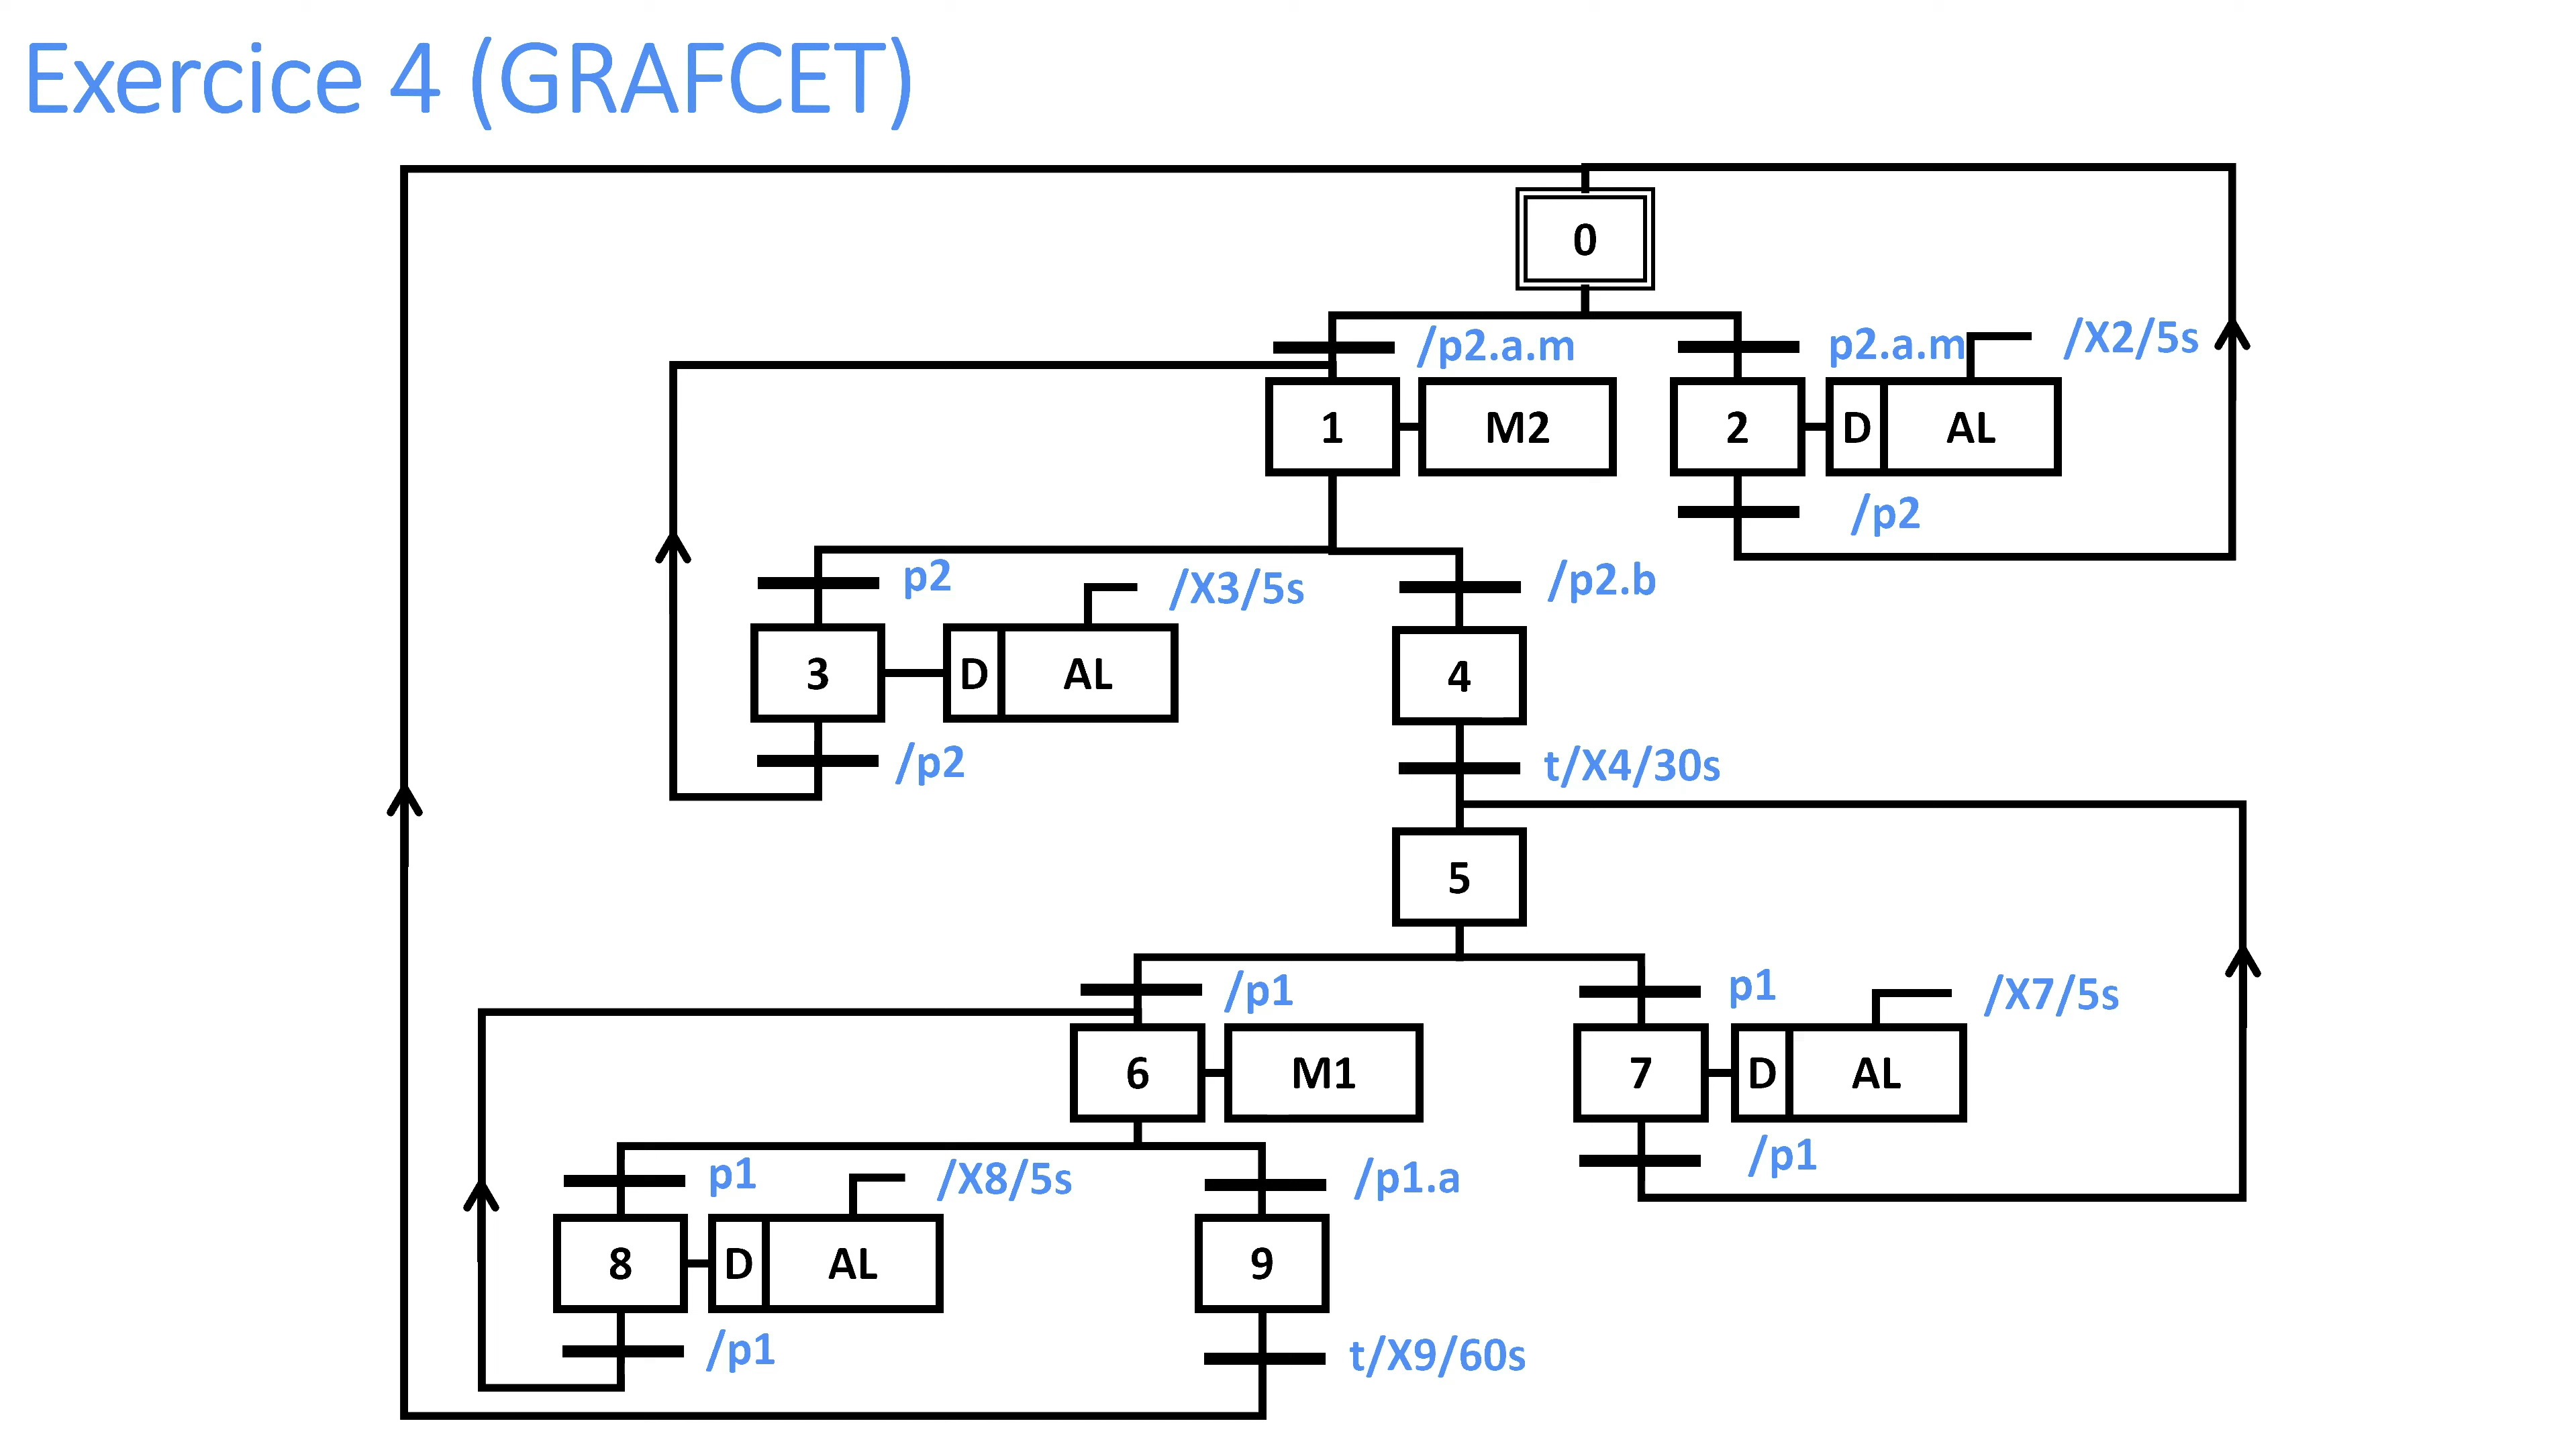 Exercice 4 (GRAFCET)
0
/p2.a.m
p2.a.m
/X2/5s
1
M2
2
D
AL
/p2
p2
/X3/5s
/p2.b
3
D
AL
4
/p2
t/X4/30s
5
/p1
p1
/X7/5s
6
M1
7
D
AL
/p1
p1
/X8/5s
/p1.a
8
D
AL
9
/p1
t/X9/60s